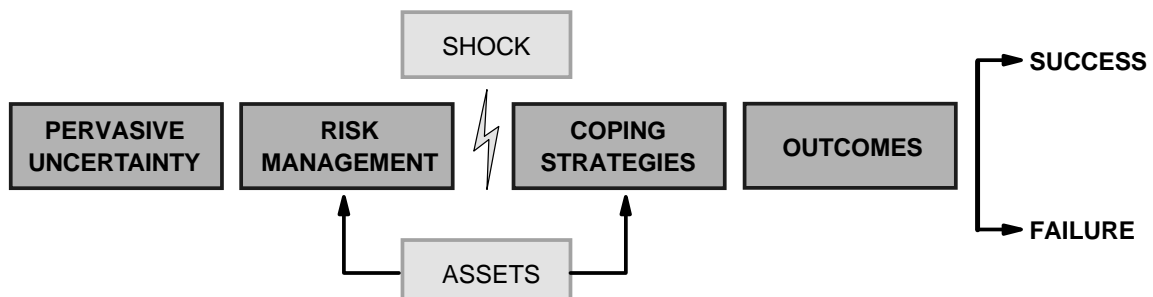 SHOCK
SUCCESS
PERVASIVE
UNCERTAINTY
RISK
MANAGEMENT
COPING
STRATEGIES
OUTCOMES
FAILURE
ASSETS